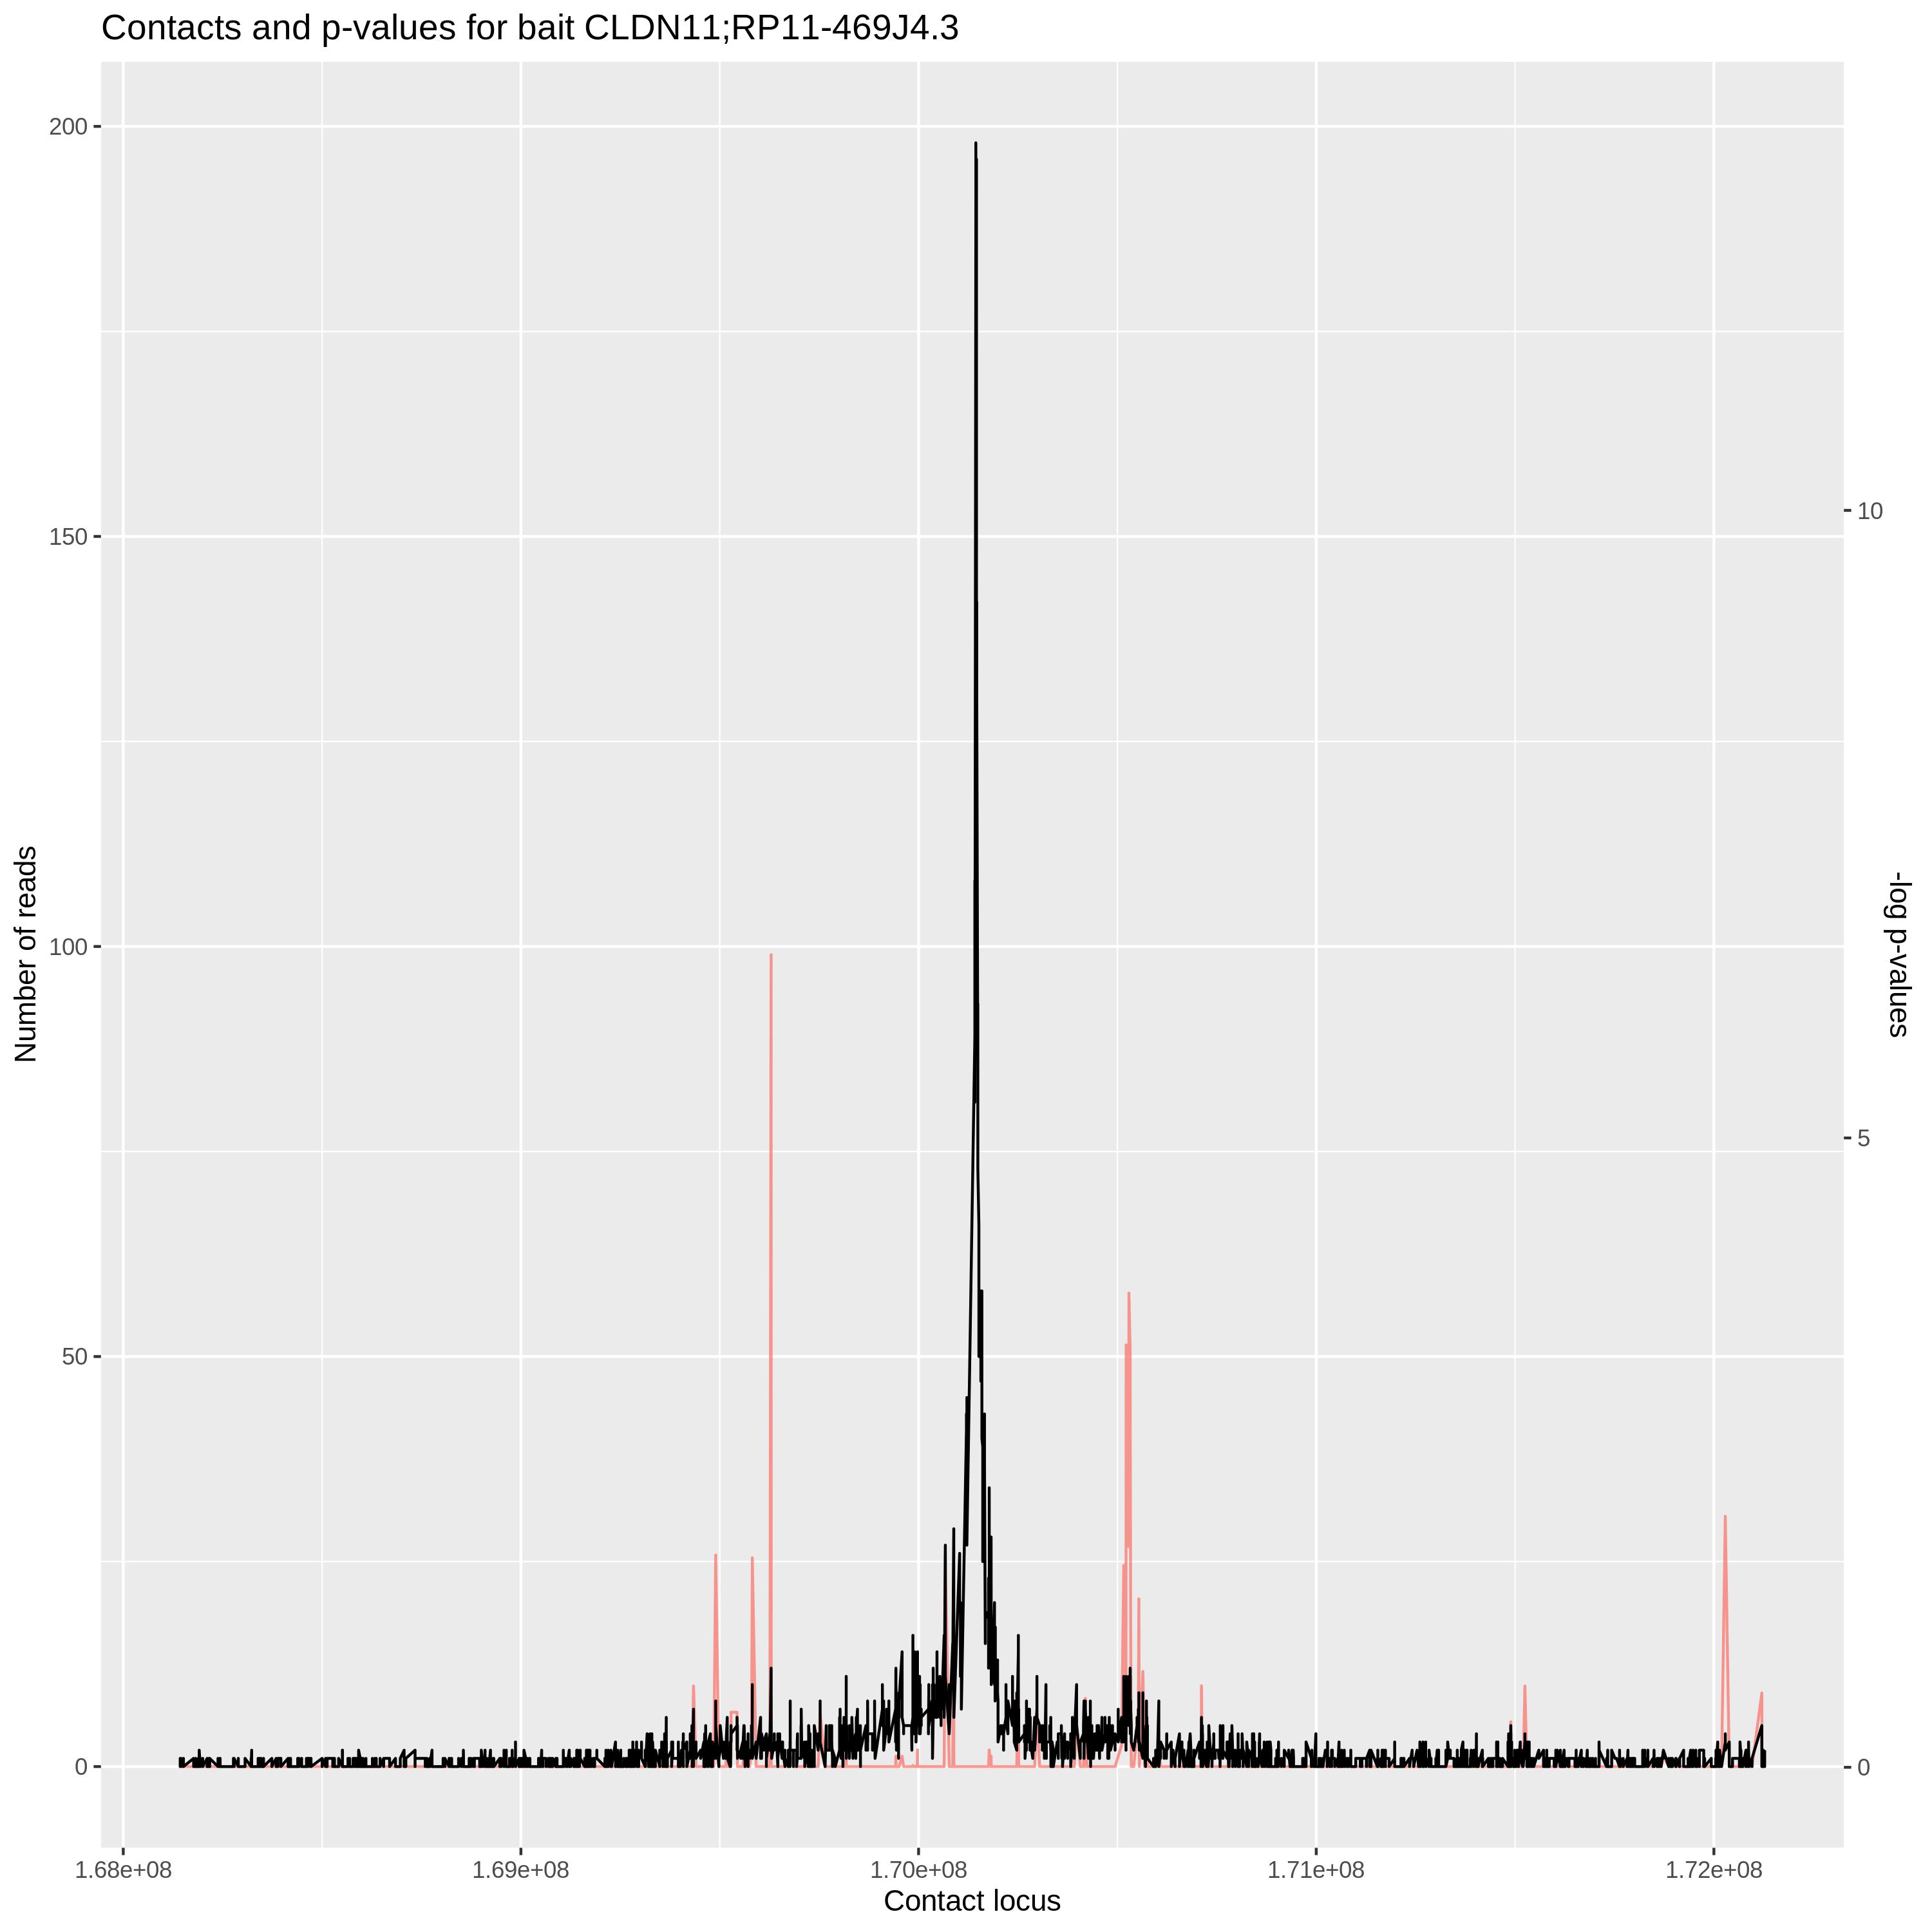 Contacts and p-values for bait CLDN11;RP11-469J4.3
200
150
100
50
0
Number of reads
10
5
0
-log p-values
1.68e+08
1.69e+08
1.70e+08
1.71e+08
1.72e+08
Contact locus